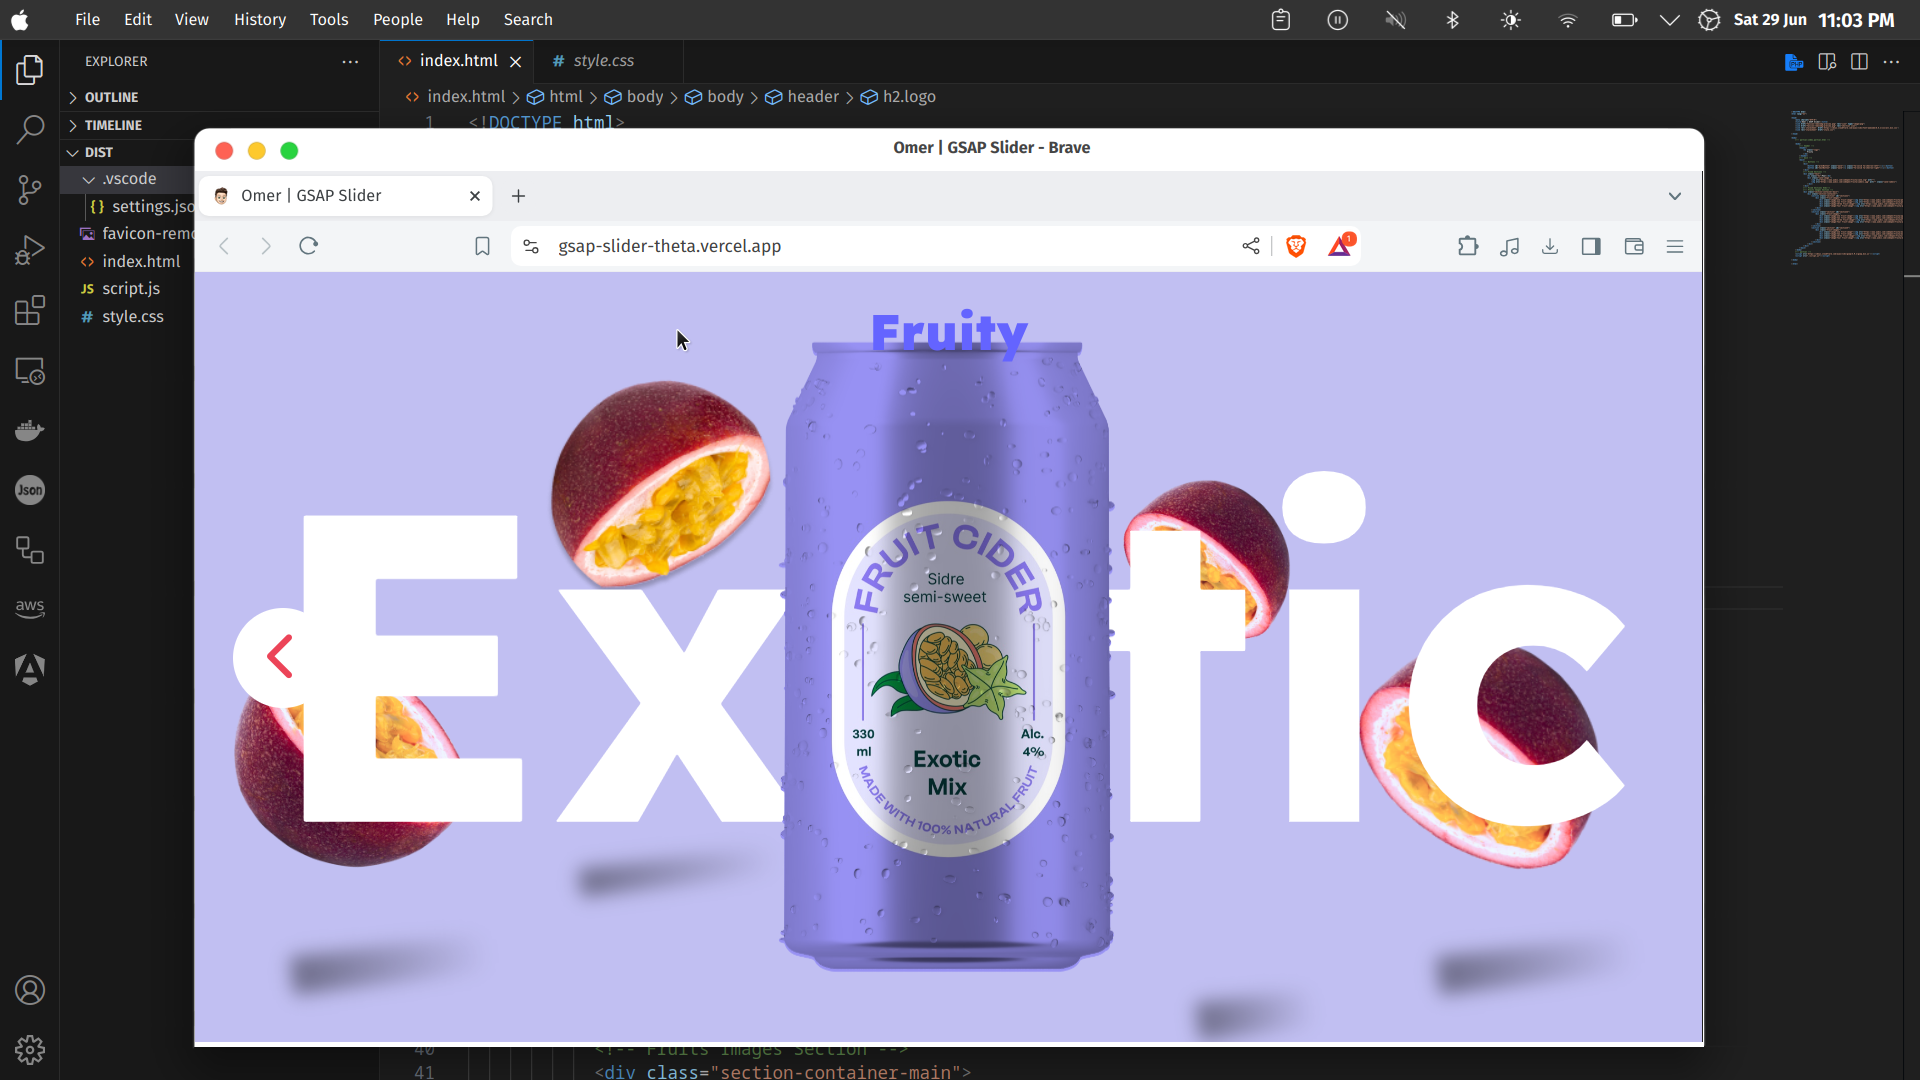 File Edit View History Tools People Help Search
Sat 29 Jun 11:03 PM
EXPLORER
OUTLINE
TIMELINE
DIST
.vscode
{} settings.jso
favicon-remo
<> index.html
JS script.js
# style.css
<> index.html
# style.css
<> index.html > html > body > body > header > h2.logo
1 <!DOCTYPE html>
Json
aws
Omer | GSAP Slider - Brave
Omer | GSAP Slider
gsap-slider-theta.vercel.app
1
Fruity
Exotic
FRUIT CIDER
Sidre
semi-sweet
330
ml
Alc.
4%
Exotic
Mix
MADE WITH 100% NATURAL FRUIT
40 <!-- Fruits Images Section -->
41 <div class="section-container-main">